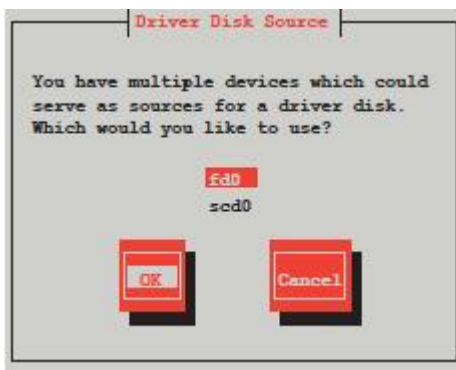 Driver Disk Source
You have multiple devices which could
serve as sources for a driver disk.
Which would you like to use?
fd0
scd0
OK
Cancel